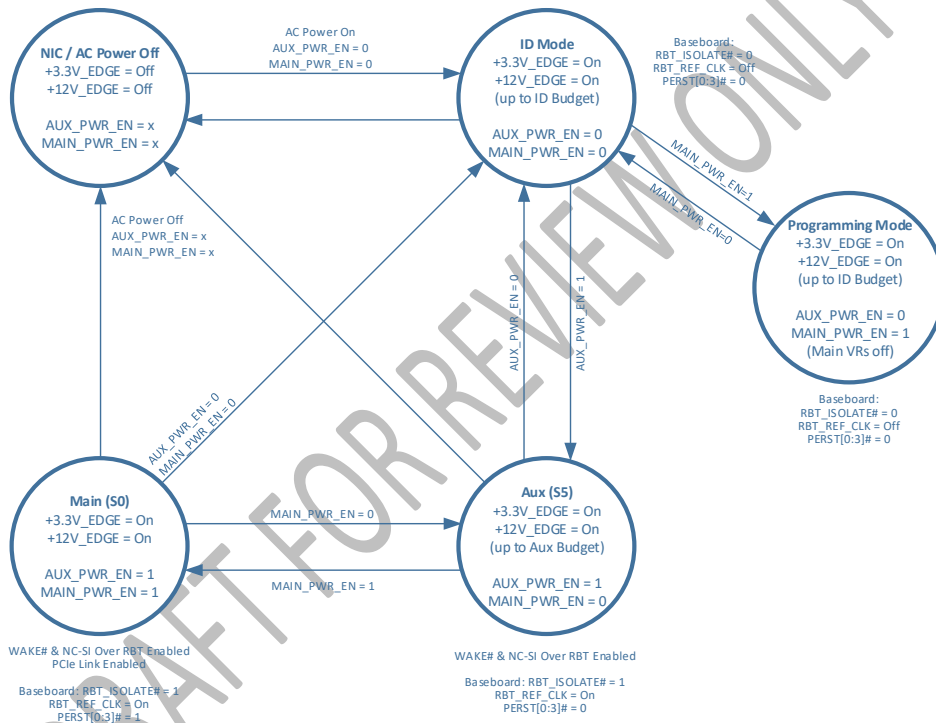 NIC / AC Power Off
+3.3V_EDGE = Off
+12V_EDGE = Off
AUX_PWR_EN = x
MAIN_PWR_EN = x
AC Power On
AUX_PWR_EN = 0
MAIN_PWR_EN = 0
ID Mode
+3.3V_EDGE = On
+12V_EDGE = On
(up to ID Budget)
AUX_PWR_EN = 0
MAIN_PWR_EN = 0
Baseboard:
RBT_ISOLATE# = 0
RBT_REF_CLK = Off
PERST[0:3]# = 0
MAIN_PWR_EN=1
MAIN_PWR_EN=0
Programming Mode
+3.3V_EDGE = On
+12V_EDGE = On
(up to ID Budget)
AUX_PWR_EN = 0
MAIN_PWR_EN = 1
(Main VRs off)
Baseboard:
RBT_ISOLATE# = 0
RBT_REF_CLK = Off
PERST[0:3]# = 0
AC Power Off
AUX_PWR_EN = x
MAIN_PWR_EN = x
AUX_PWR_EN = 0
MAIN_PWR_EN = 0
AUX_PWR_EN = 0
AUX_PWR_EN = 1
Main (S0)
+3.3V_EDGE = On
+12V_EDGE = On
AUX_PWR_EN = 1
MAIN_PWR_EN = 1
MAIN_PWR_EN = 0
MAIN_PWR_EN = 1
Aux (S5)
+3.3V_EDGE = On
+12V_EDGE = On
(up to Aux Budget)
AUX_PWR_EN = 1
MAIN_PWR_EN = 0
WAKE# & NC-SI Over RBT Enabled
PCIe Link Enabled
Baseboard: RBT_ISOLATE# = 1
RBT_REF_CLK = On
PERST[0:3]# = 1
WAKE# & NC-SI Over RBT Enabled
Baseboard: RBT_ISOLATE# = 1
RBT_REF_CLK = On
PERST[0:3]# = 0
DRAFT FOR REVIEW ONLY